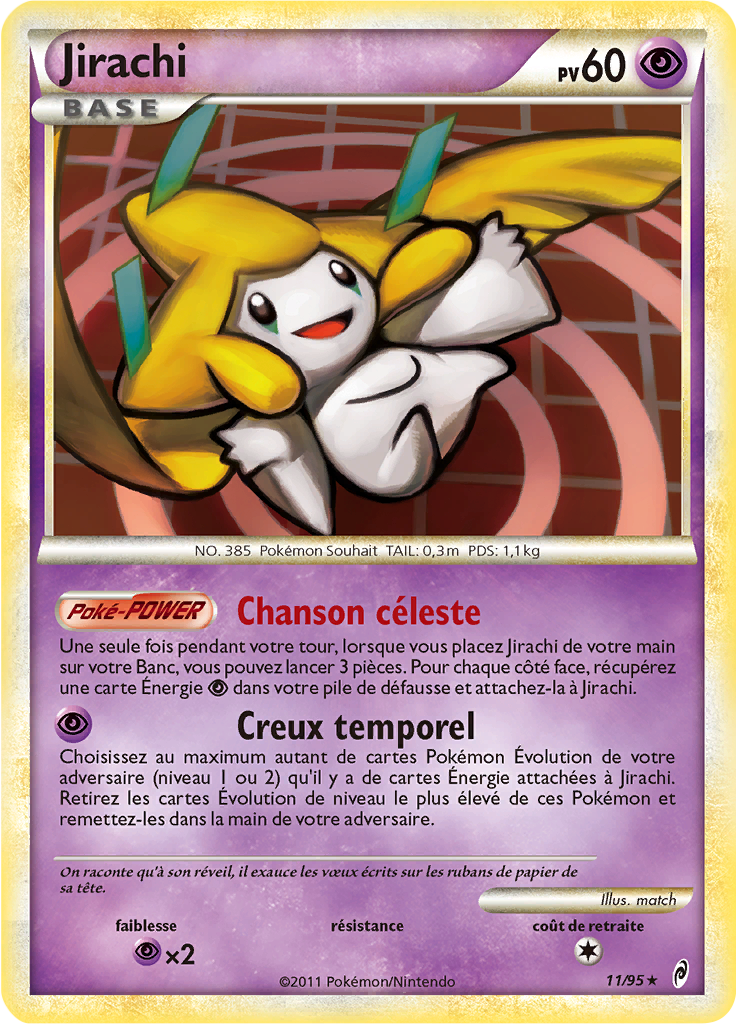 Jirachi
PV60
BASE
NO. 385 Pokémon Souhait TAIL: 0,3m PDS: 1,1kg
Poké-POWER Chanson céleste
Une seule fois pendant votre tour, lorsque vous placez Jirachi de votre main
sur votre Banc, vous pouvez lancer 3 pièces. Pour chaque côté face, récupérez
une carte Énergie dans votre pile de défausse et attachez-la à Jirachi.
Creux temporel
Choisissez au maximum autant de cartes Pokémon Évolution de votre
adversaire (niveau 1 ou 2) qu'il y a de cartes Énergie attachées à Jirachi.
Retirez les cartes Évolution de niveau le plus élevé de ces Pokémon et
remettez-les dans la main de votre adversaire.
On raconte qu'à son réveil, il exauce les vœux écrits sur les rubans de papier de
sa tête.
Illus. match
faiblesse résistance coût de retraite
×2
©2011 Pokémon/Nintendo
11/95 ★